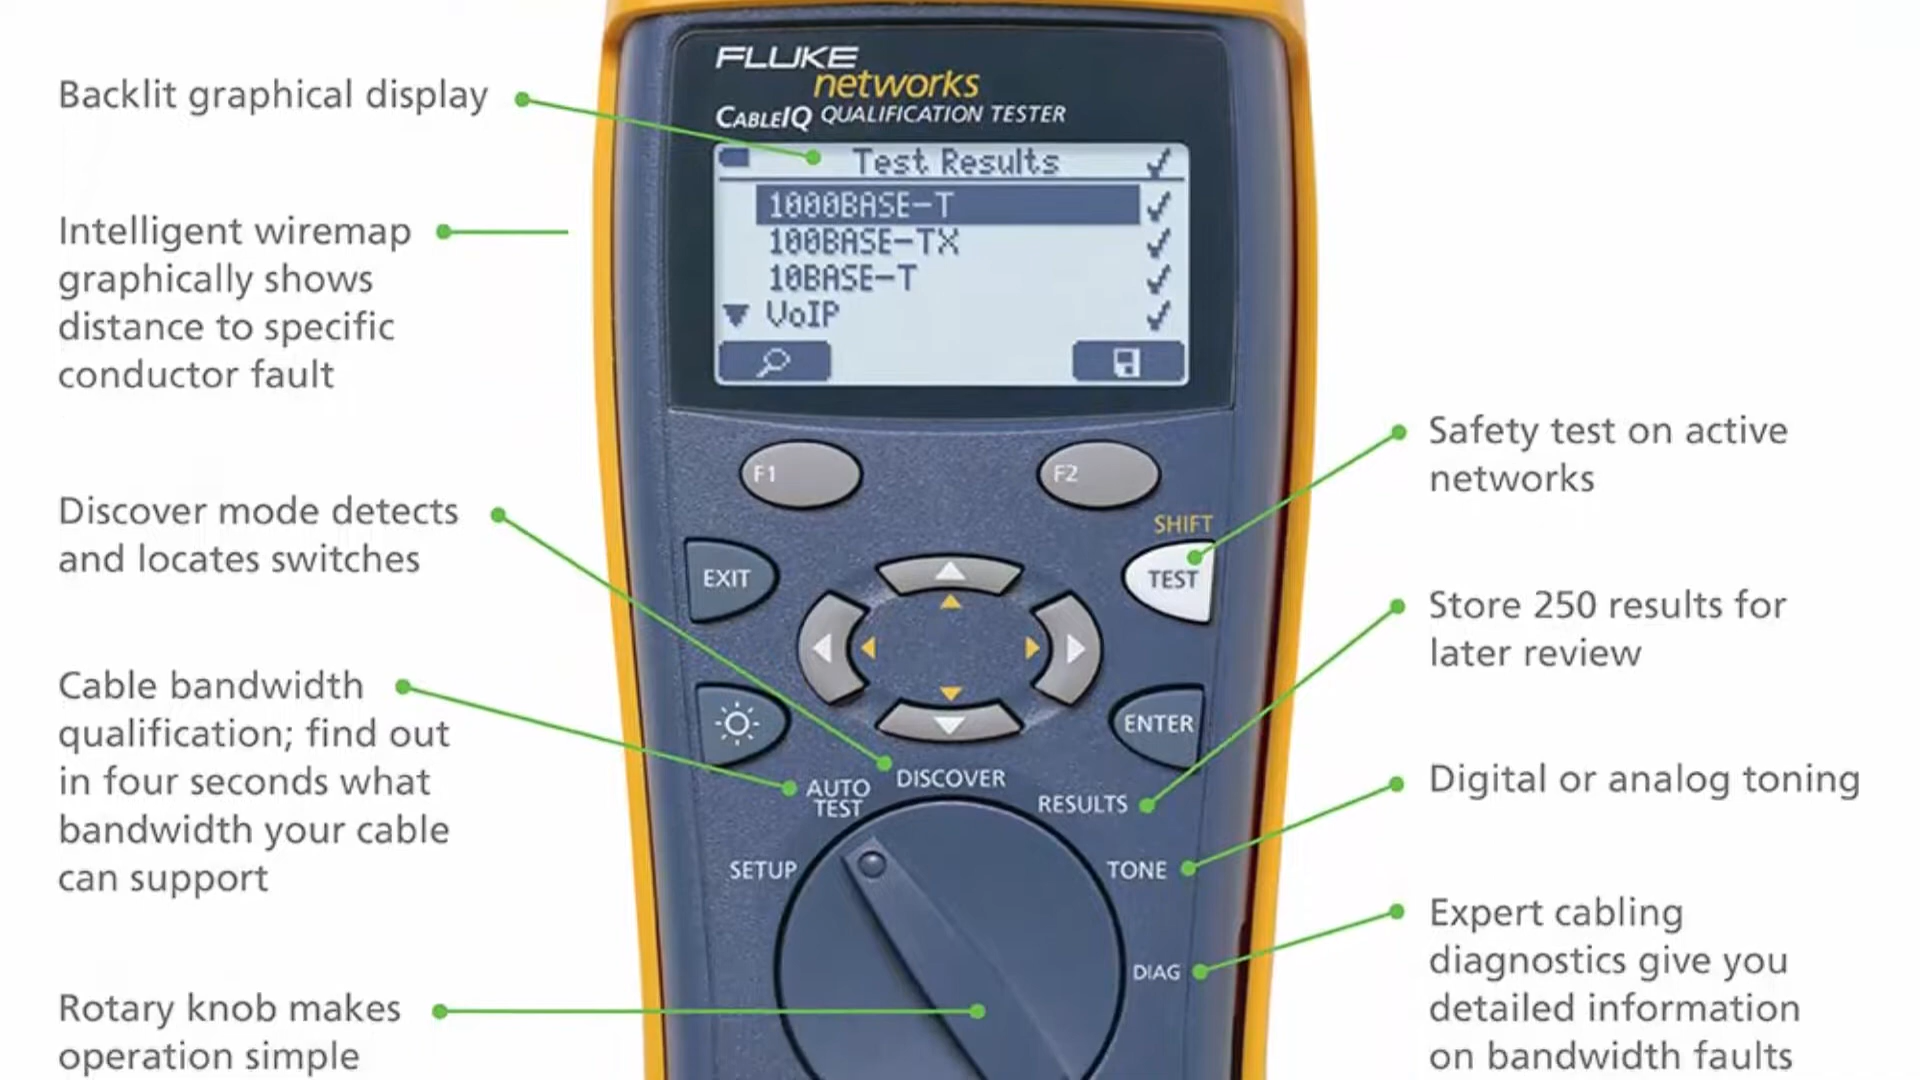 FLUKE
networks
CABLEIQ QUALIFICATION TESTER
Test Results
1000BASE-T
100BASE-TX
10BASE-T
VoIP
F1
F2
SHIFT
EXIT
TEST
ENTER
AUTO
TEST
DISCOVER
RESULTS
SETUP
TONE
DIAG
Backlit graphical display
Intelligent wiremap
graphically shows
distance to specific
conductor fault
Discover mode detects
and locates switches
Cable bandwidth
qualification; find out
in four seconds what
bandwidth your cable
can support
Rotary knob makes
operation simple
Safety test on active
networks
Store 250 results for
later review
Digital or analog toning
Expert cabling
diagnostics give you
detailed information
on bandwidth faults